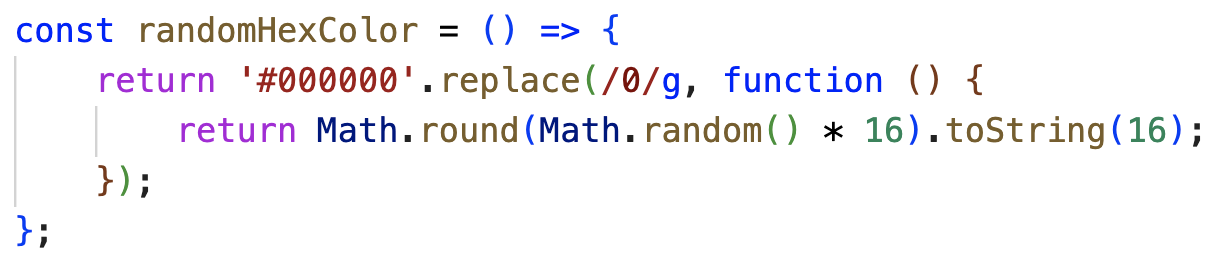 const randomHexColor = () => {
    return '#000000'.replace(/0/g, function () {
        return Math.round(Math.random() * 16).toString(16);
    });
};